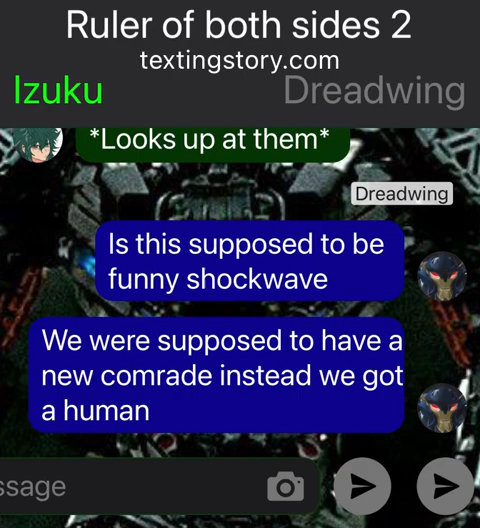 Ruler of both sides 2
textingstory.com
Izuku
Dreadwing
*Looks up at them*
Dreadwing
Is this supposed to be
funny shockwave
We were supposed to have a
new comrade instead we got
a human
ssage